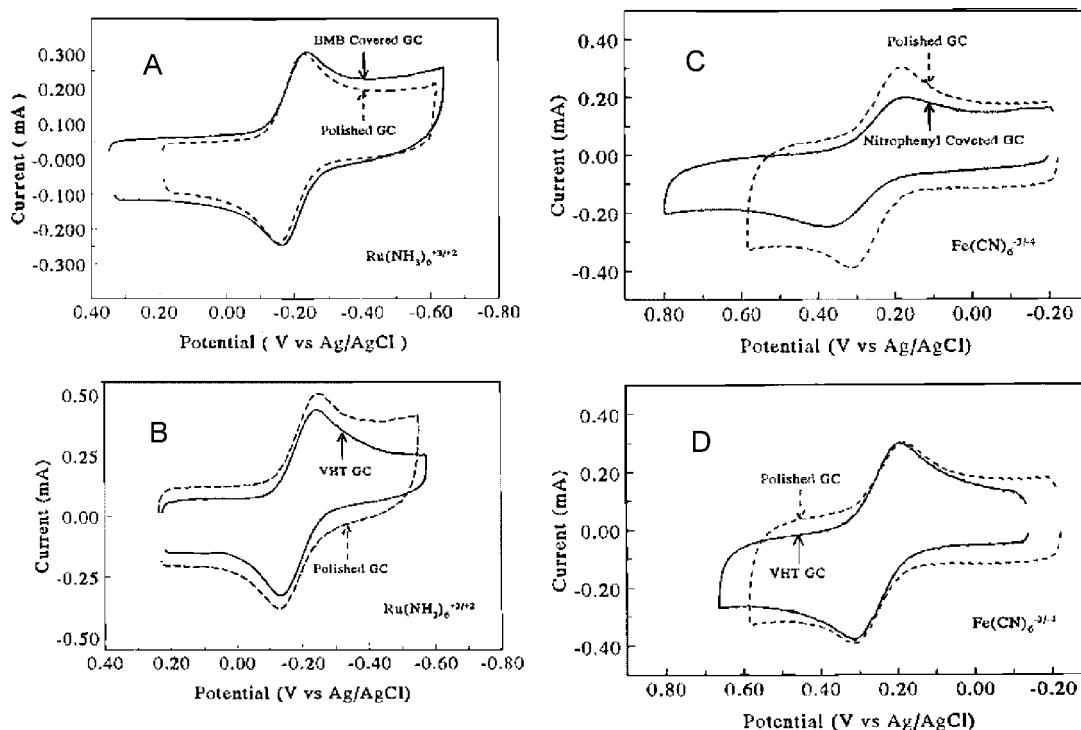 A
0.300
0.200
0.100
-0.000
-0.100
-0.200
-0.300
Current ( mA )
BMB Covered GC
Polished GC
Ru(NH3)6+3/+2
0.40 0.20 0.00 -0.20 -0.40 -0.60 -0.80
Potential ( V vs Ag/AgCl )
C
0.40
0.20
0.00
-0.20
-0.40
Current (mA)
Polished GC
Nitrophenyl Covered GC
Fe(CN)6-3/-4
0.80 0.60 0.40 0.20 0.00 -0.20
Potential (V vs Ag/AgCl)
B
0.50
0.25
0.00
-0.25
-0.50
Current (mA)
VHT GC
Polished GC
Ru(NH3)6+3/+2
0.40 0.20 0.00 -0.20 -0.40 -0.60 -0.80
Potential (V vs Ag/AgCl)
D
0.40
0.20
0.00
-0.20
-0.40
Current (mA)
Polished GC
VHT GC
Fe(CN)6-3/-4
0.80 0.60 0.40 0.20 0.00 -0.20
Potential (V vs Ag/AgCl)